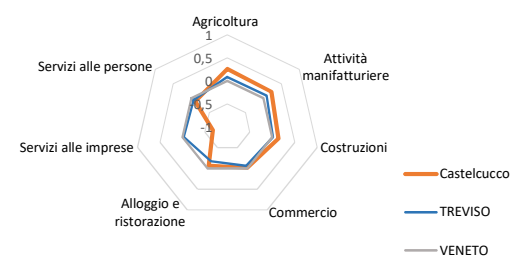 Agricoltura
1
0,5
0
-0,5
-1
Attività
manifatturiere
Costruzioni
Commercio
Alloggio e
ristorazione
Servizi alle imprese
Servizi alle persone
Castelcucco
TREVISO
VENETO